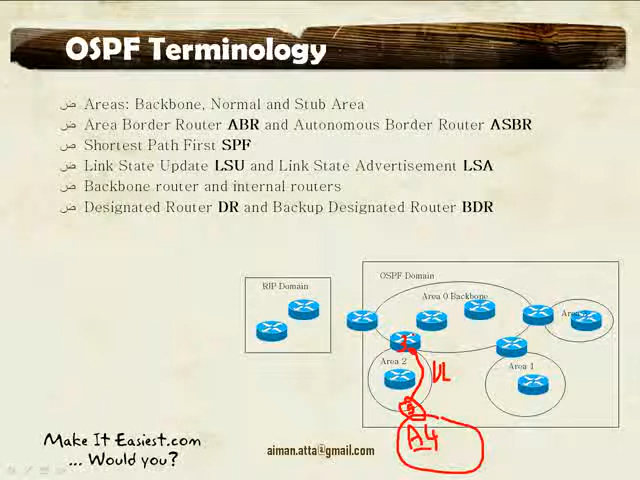 OSPF Terminology
ض Areas: Backbone, Normal and Stub Area
ض Area Border Router ABR and Autonomous Border Router ASBR
ض Shortest Path First SPF
ض Link State Update LSU and Link State Advertisement LSA
ض Backbone router and internal routers
ض Designated Router DR and Backup Designated Router BDR
OSPF Domain
RIP Domain
Area 0 Backbone
Area
Area 2
Area 1
VL
A4
Make It Easiest.com
... Would you?
aiman.atta@gmail.com